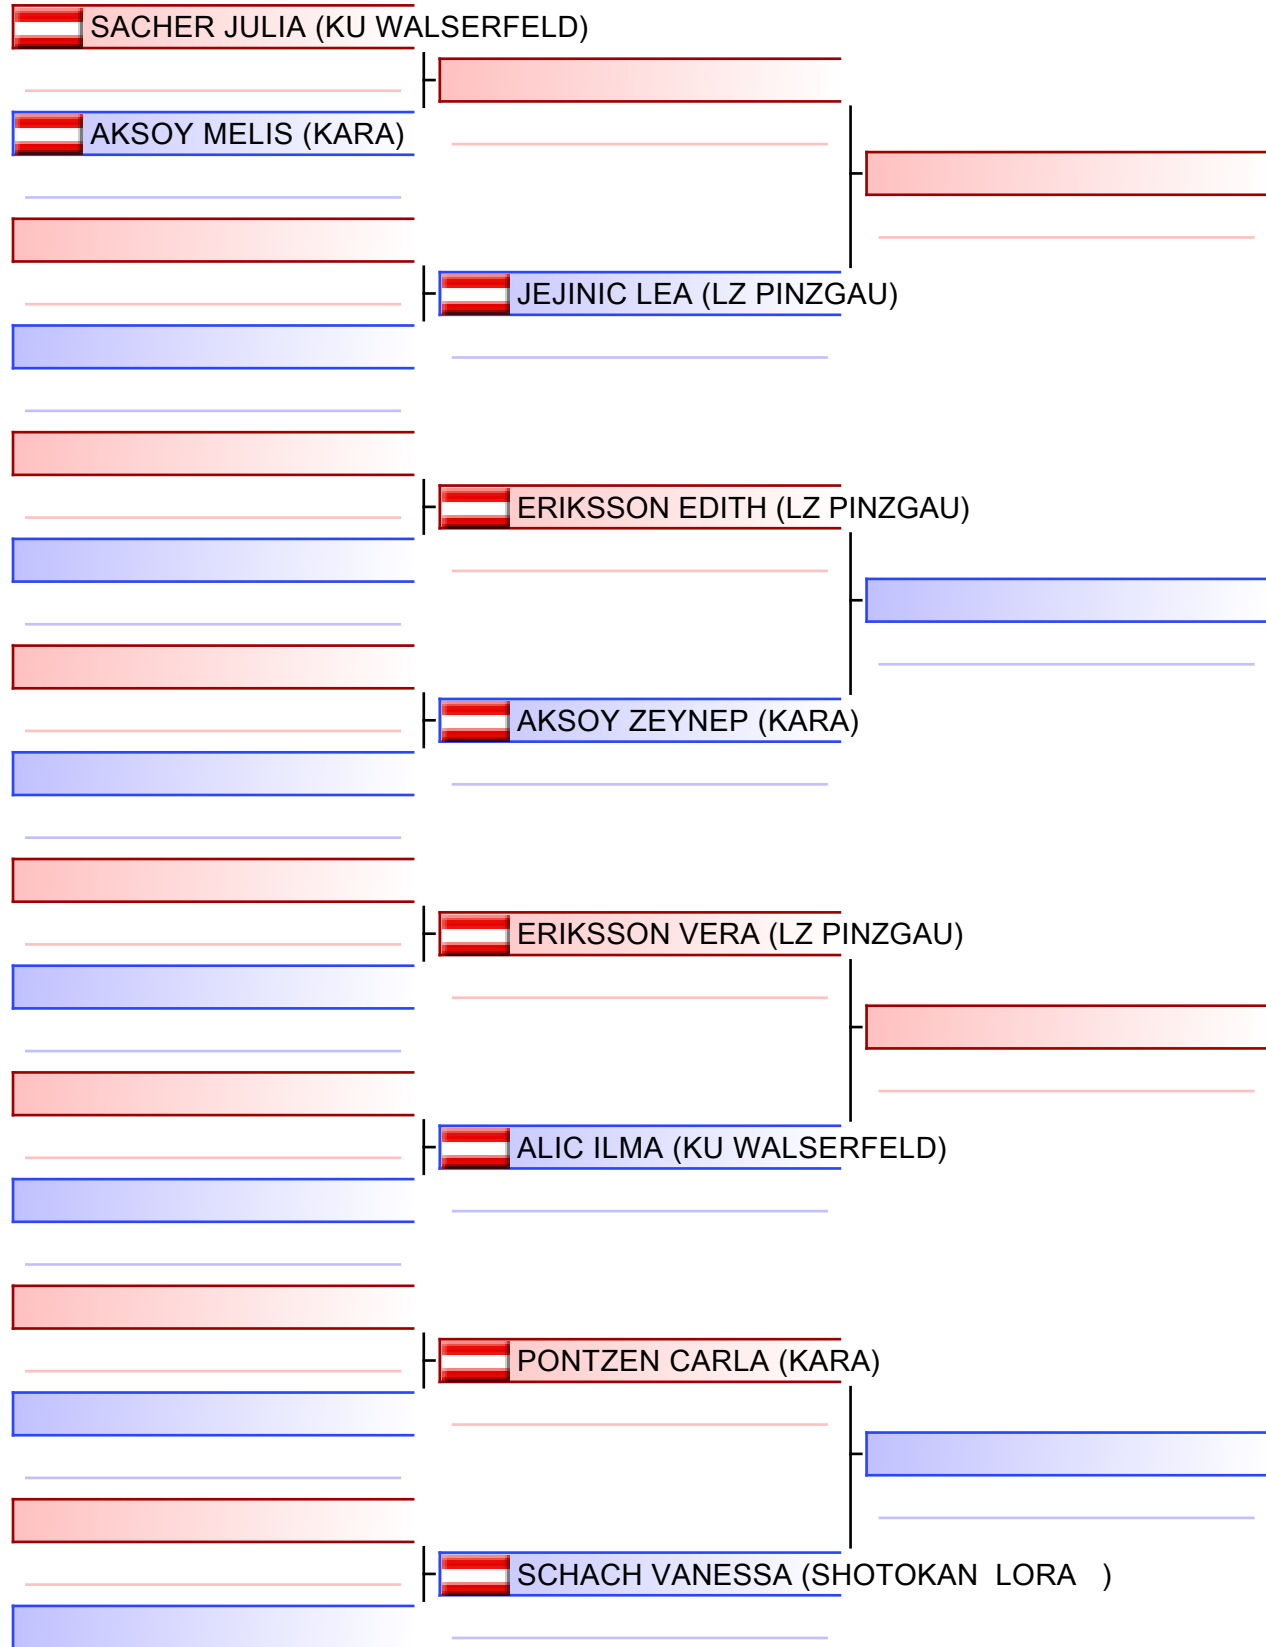 SACHER JULIA (KU WALSERFELD)
AKSOY MELIS (KARA)
JEJINIC LEA (LZ PINZGAU)
ERIKSSON EDITH (LZ PINZGAU)
AKSOY ZEYNEP (KARA)
ERIKSSON VERA (LZ PINZGAU)
ALIC ILMA (KU WALSERFELD)
PONTZEN CARLA (KARA)
SCHACH VANESSA (SHOTOKAN LORA )